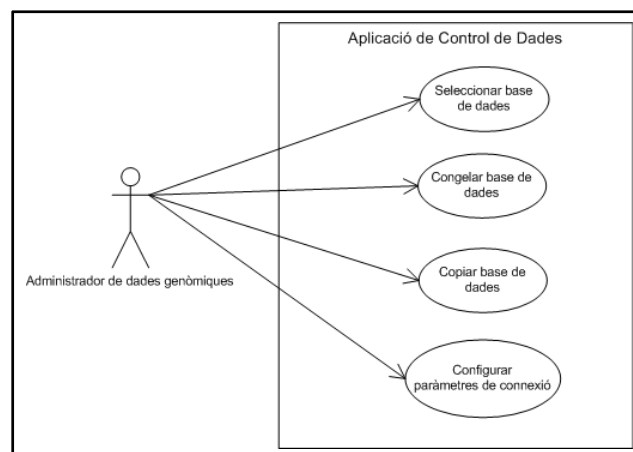 Aplicació de Control de Dades
Seleccionar base
de dades
Congelar base de
dades
Copiar base de
dades
Configurar
paràmetres de connexió
Administrador de dades genòmiques